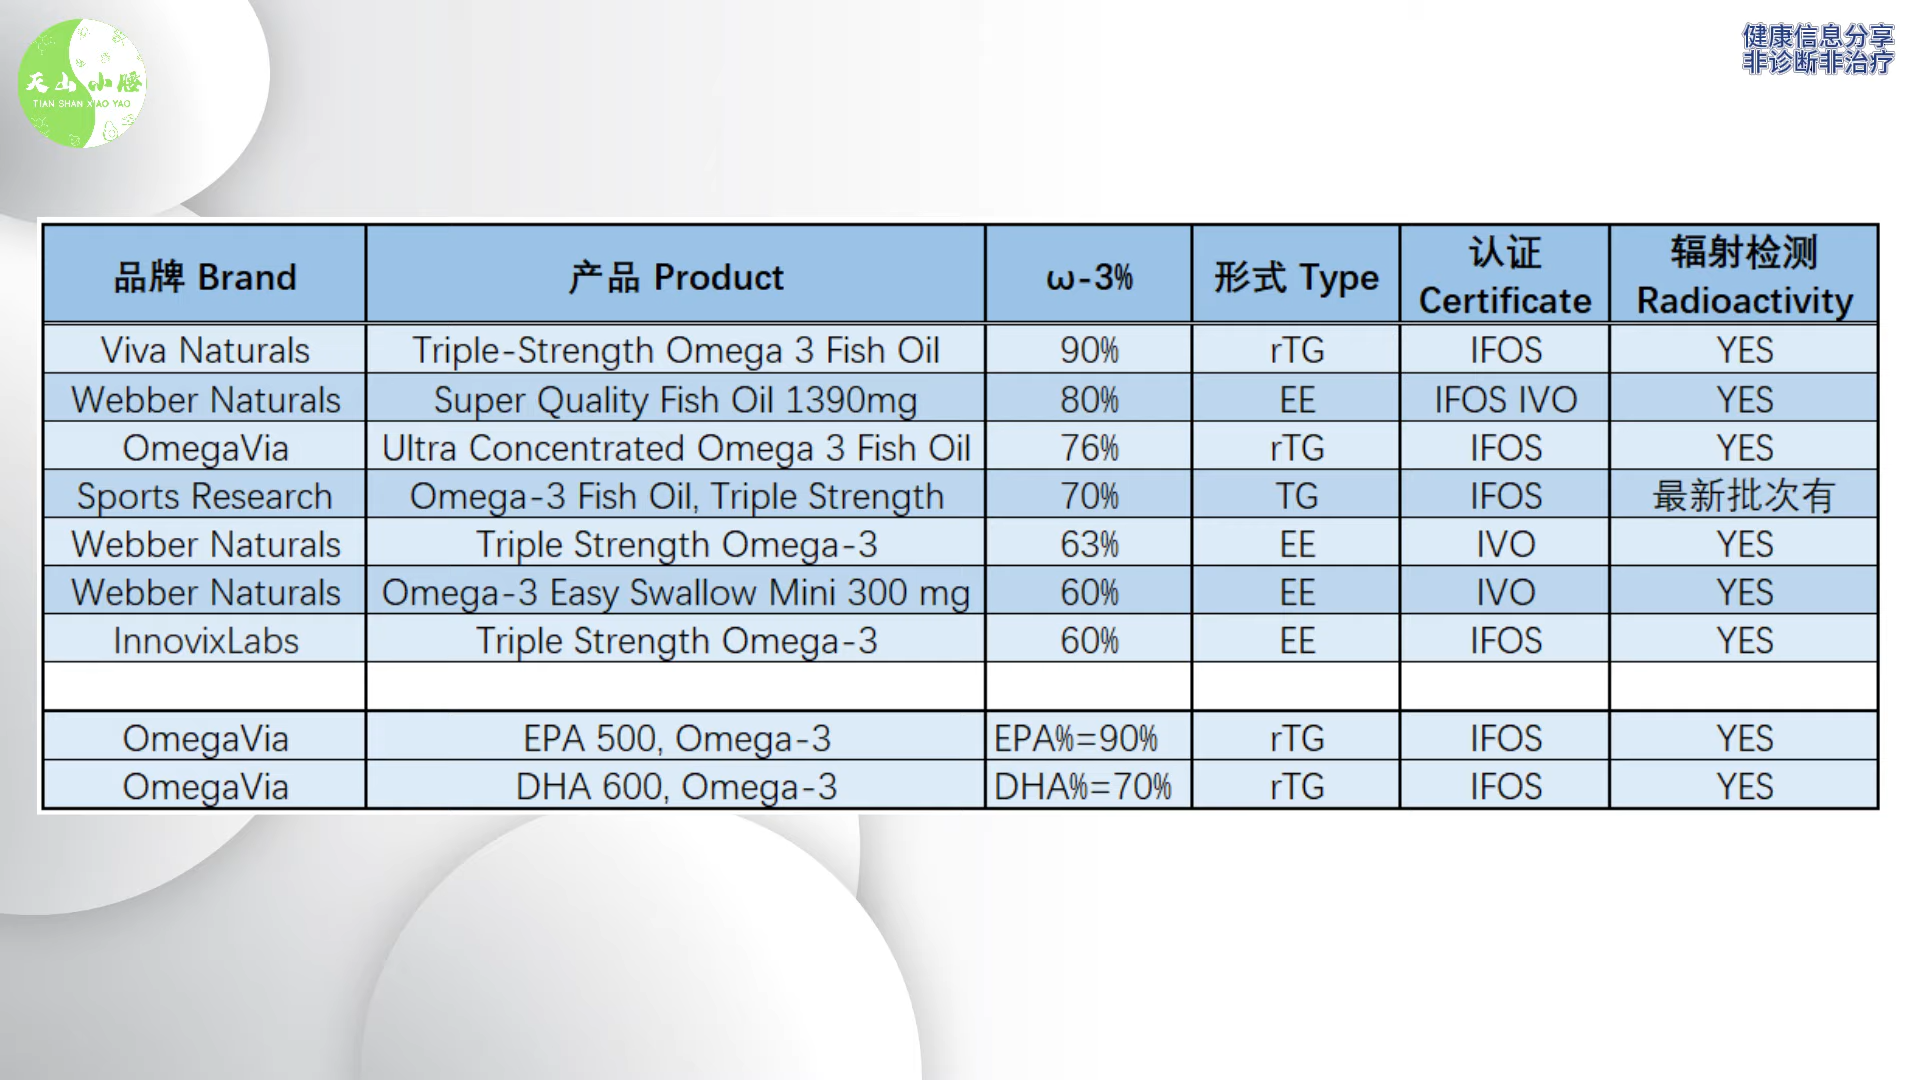 天山小腰
TIAN SHAN XIAO YAO
健康信息分享
非诊断非治疗
品牌 Brand 产品 Product ω-3% 形式 Type 认证 Certificate 辐射检测 Radioactivity
Viva Naturals Triple-Strength Omega 3 Fish Oil 90% rTG IFOS YES
Webber Naturals Super Quality Fish Oil 1390mg 80% EE IFOS IVO YES
OmegaVia Ultra Concentrated Omega 3 Fish Oil 76% rTG IFOS YES
Sports Research Omega-3 Fish Oil, Triple Strength 70% TG IFOS 最新批次有
Webber Naturals Triple Strength Omega-3 63% EE IVO YES
Webber Naturals Omega-3 Easy Swallow Mini 300 mg 60% EE IVO YES
InnovixLabs Triple Strength Omega-3 60% EE IFOS YES
OmegaVia EPA 500, Omega-3 EPA%=90% rTG IFOS YES
OmegaVia DHA 600, Omega-3 DHA%=70% rTG IFOS YES